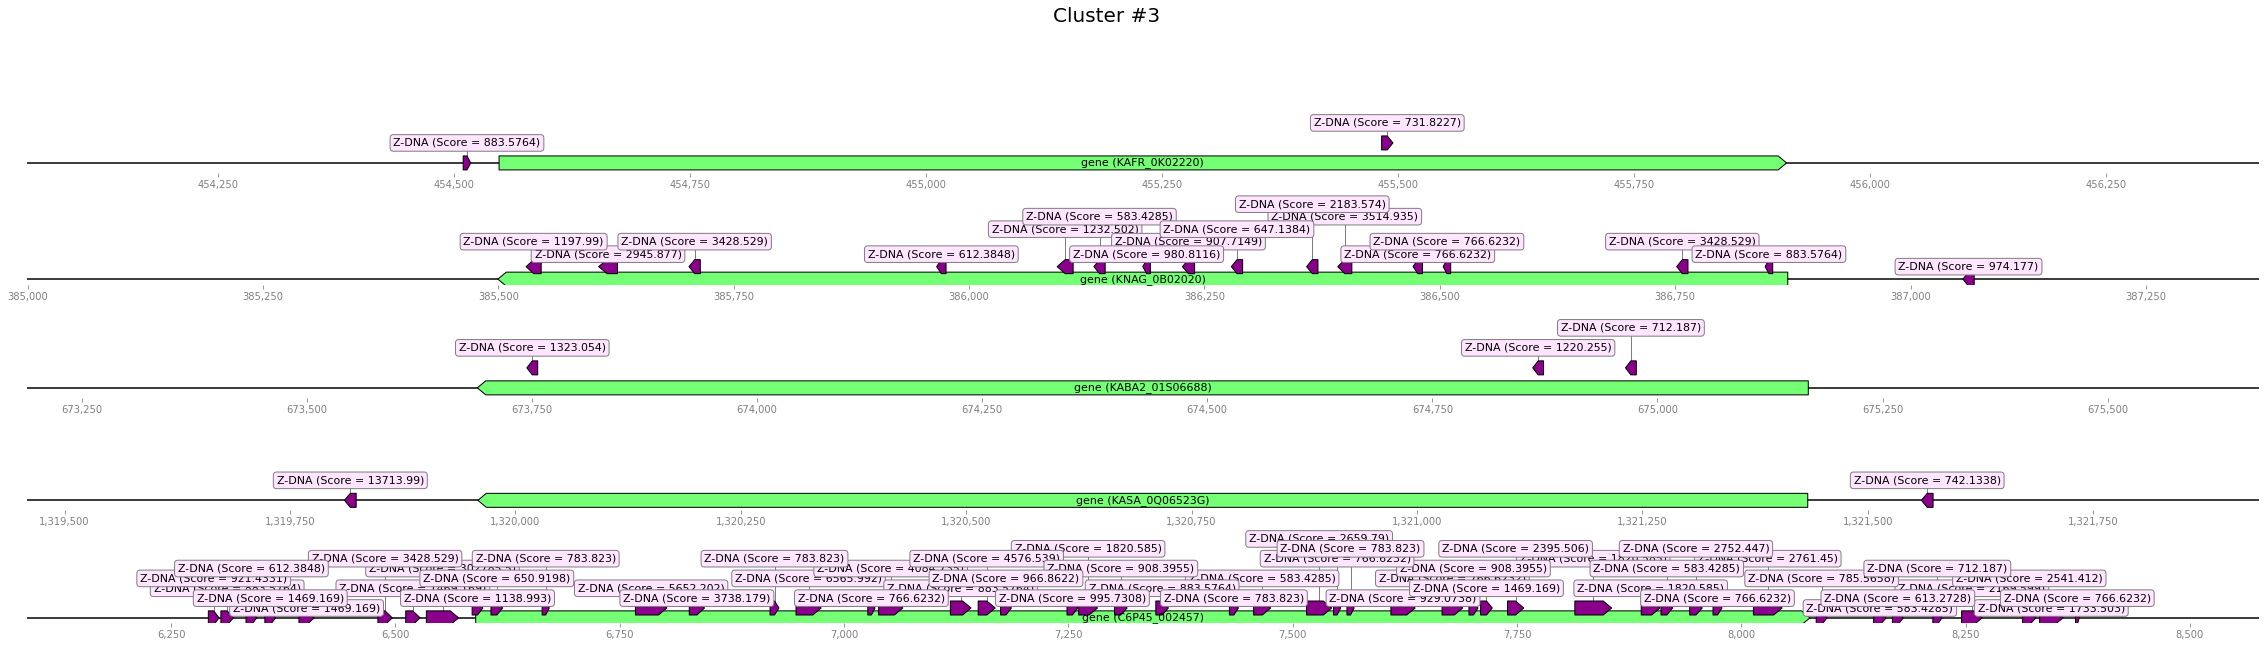 Cluster #3
Z-DNA (Score = 731.8227)
Z-DNA (Score = 883.5764)
gene (KAFR_0K02220)
454,250 454,500 454,750 455,000 455,250 455,500 455,750 456,000 456,250
Z-DNA (Score = 2183.574)
Z-DNA (Score = 583.4285) Z-DNA (Score = 3514.935)
Z-DNA (Score = 1232.502) Z-DNA (Score = 647.1384)
Z-DNA (Score = 1197.99) Z-DNA (Score = 3428.529) Z-DNA (Score = 907.7149) Z-DNA (Score = 766.6232) Z-DNA (Score = 3428.529)
Z-DNA (Score = 2945.877) Z-DNA (Score = 612.3848) Z-DNA (Score = 980.8116) Z-DNA (Score = 766.6232) Z-DNA (Score = 883.5764)
Z-DNA (Score = 974.177)
gene (KNAG_0B02020)
385,000 385,250 385,500 385,750 386,000 386,250 386,500 386,750 387,000 387,250
Z-DNA (Score = 712.187)
Z-DNA (Score = 1323.054) Z-DNA (Score = 1220.255)
gene (KABA2_01S06688)
673,250 673,500 673,750 674,000 674,250 674,500 674,750 675,000 675,250 675,500
Z-DNA (Score = 13713.99) Z-DNA (Score = 742.1338)
gene (KASA_0Q06523G)
1,319,500 1,319,750 1,320,000 1,320,250 1,320,500 1,320,750 1,321,000 1,321,250 1,321,500 1,321,750
Z-DNA (Score = 2659.79)
Z-DNA (Score = 1820.585) Z-DNA (Score = 783.823) Z-DNA (Score = 2395.506) Z-DNA (Score = 2752.447)
Z-DNA (Score = 3428.529) Z-DNA (Score = 783.823) Z-DNA (Score = 783.823) Z-DNA (Score = 4576.539) Z-DNA (Score = 766.6232) Z-DNA (Score = 2761.45)
Z-DNA (Score = 612.3848) Z-DNA (Score = 908.3955) Z-DNA (Score = 908.3955) Z-DNA (Score = 583.4285) Z-DNA (Score = 712.187)
Z-DNA (Score = 921.4331) Z-DNA (Score = 650.9198) Z-DNA (Score = 6565.992) Z-DNA (Score = 966.8622) Z-DNA (Score = 583.4285) Z-DNA (Score = 785.5658) Z-DNA (Score = 2541.412)
Z-DNA (Score = 5652.202) Z-DNA (Score = 883.5764) Z-DNA (Score = 1469.169) Z-DNA (Score = 1820.585)
Z-DNA (Score = 1469.169) Z-DNA (Score = 1138.993) Z-DNA (Score = 3738.179) Z-DNA (Score = 766.6232) Z-DNA (Score = 995.7308) Z-DNA (Score = 783.823) Z-DNA (Score = 929.0738) Z-DNA (Score = 766.6232) Z-DNA (Score = 613.2728) Z-DNA (Score = 766.6232)
Z-DNA (Score = 1469.169) Z-DNA (Score = 583.4285) Z-DNA (Score = 1733.503)
gene (C6P45_002457)
6,250 6,500 6,750 7,000 7,250 7,500 7,750 8,000 8,250 8,500